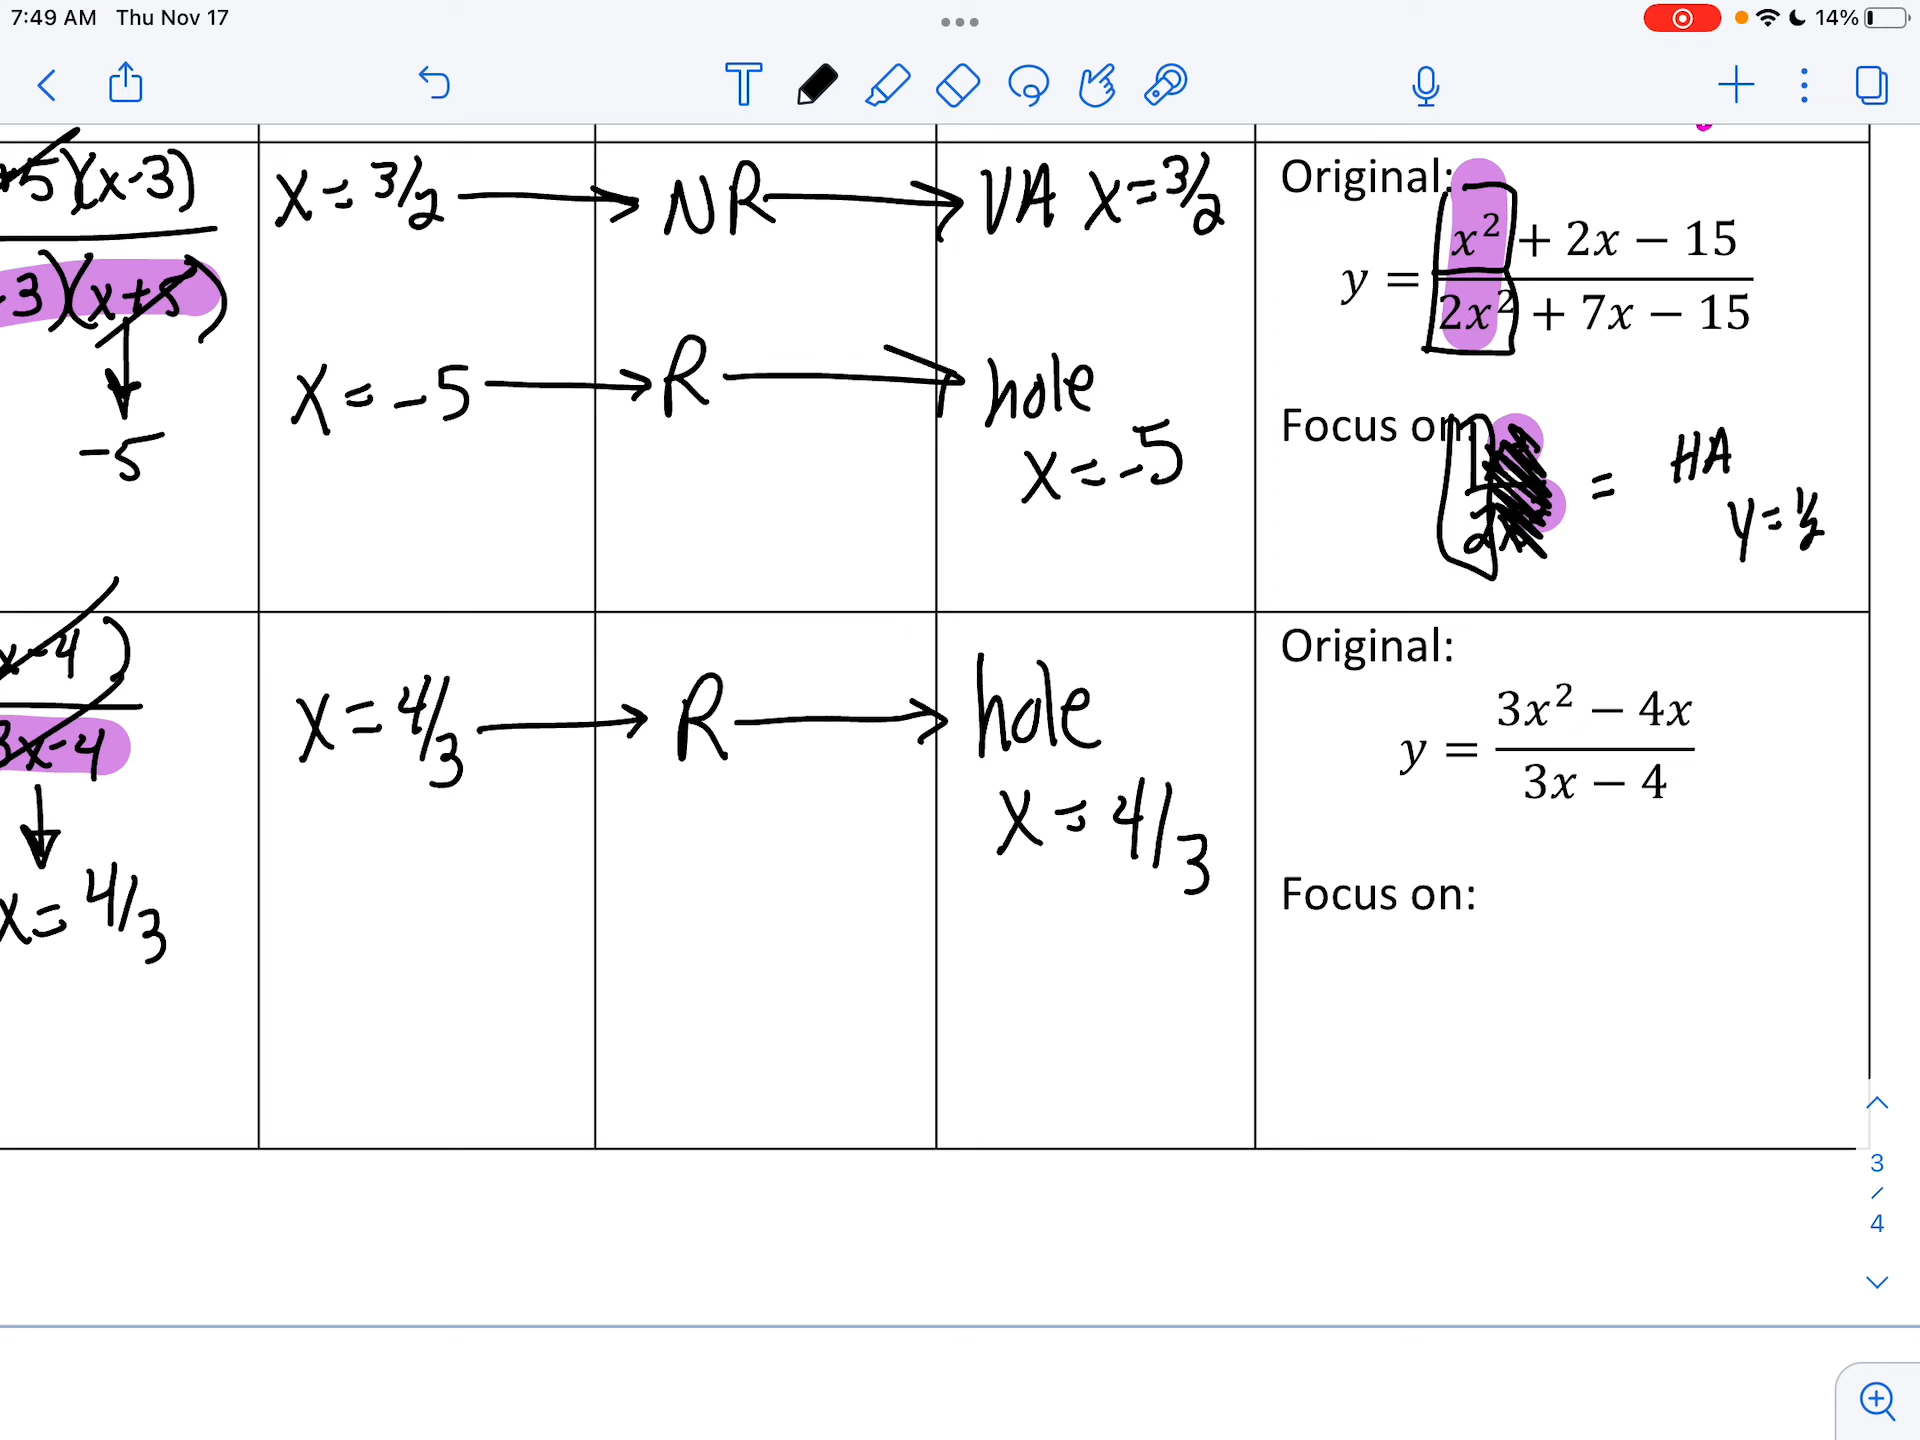 7:49 AM Thu Nov 17
14%
+5)(x-3)
-3)(x+5)
-5
X = 3/2 → NR → VA X = 3/2
X = -5 → R → hole
X = -5
Original:
y = x² + 2x − 15
2x² + 7x − 15
Focus on:
1
2
= HA
y = 1/2
x-4)
3x-4
X = 4/3
X = 4/3 → R → hole
X = 4/3
Original:
y = 3x² − 4x
3x − 4
Focus on:
3
/
4